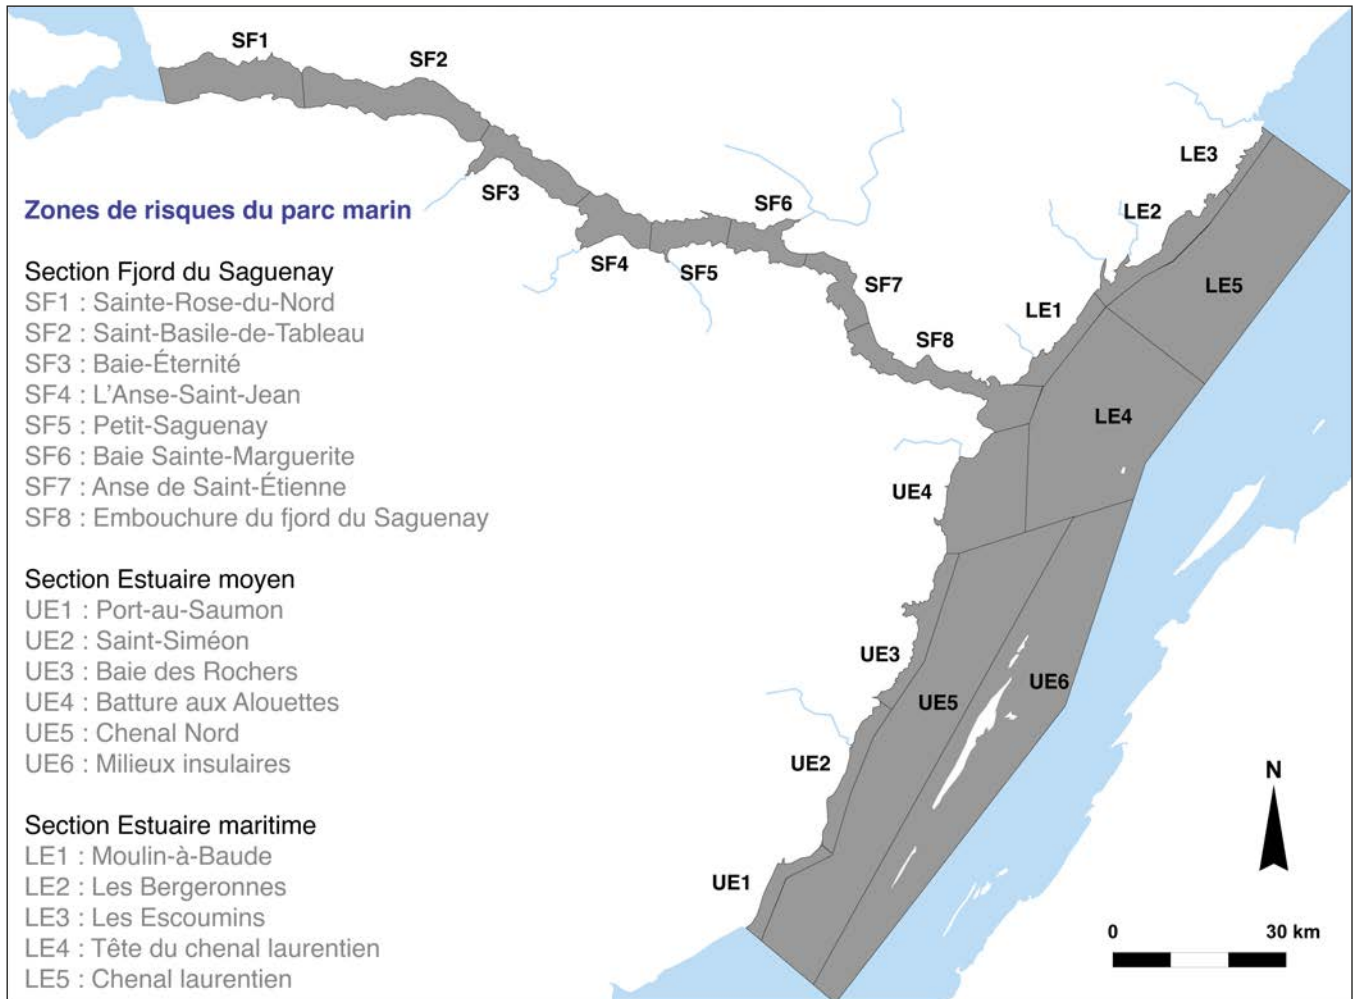 SF1
SF2
SF3
SF4
SF5
SF6
SF7
SF8
LE1
LE2
LE3
LE4
LE5
UE1
UE2
UE3
UE4
UE5
UE6
Zones de risques du parc marin
Section Fjord du Saguenay
SF1 : Sainte-Rose-du-Nord
SF2 : Saint-Basile-de-Tableau
SF3 : Baie-Éternité
SF4 : L'Anse-Saint-Jean
SF5 : Petit-Saguenay
SF6 : Baie Sainte-Marguerite
SF7 : Anse de Saint-Étienne
SF8 : Embouchure du fjord du Saguenay
Section Estuaire moyen
UE1 : Port-au-Saumon
UE2 : Saint-Siméon
UE3 : Baie des Rochers
UE4 : Batture aux Alouettes
UE5 : Chenal Nord
UE6 : Milieux insulaires
Section Estuaire maritime
LE1 : Moulin-à-Baude
LE2 : Les Bergeronnes
LE3 : Les Escoumins
LE4 : Tête du chenal laurentien
LE5 : Chenal laurentien
N
0 30 km